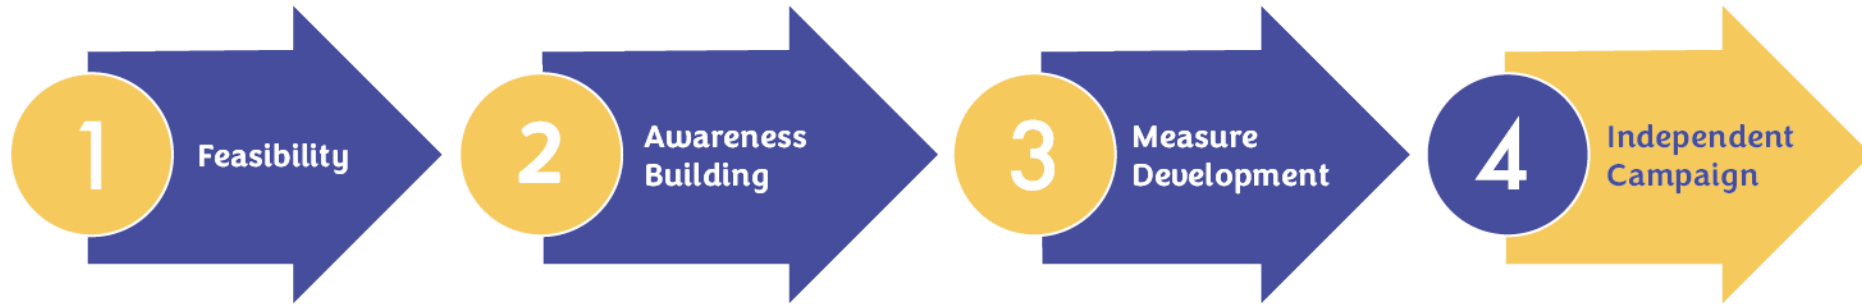 1
Feasibility
2
Awareness
Building
3
Measure
Development
4
Independent
Campaign